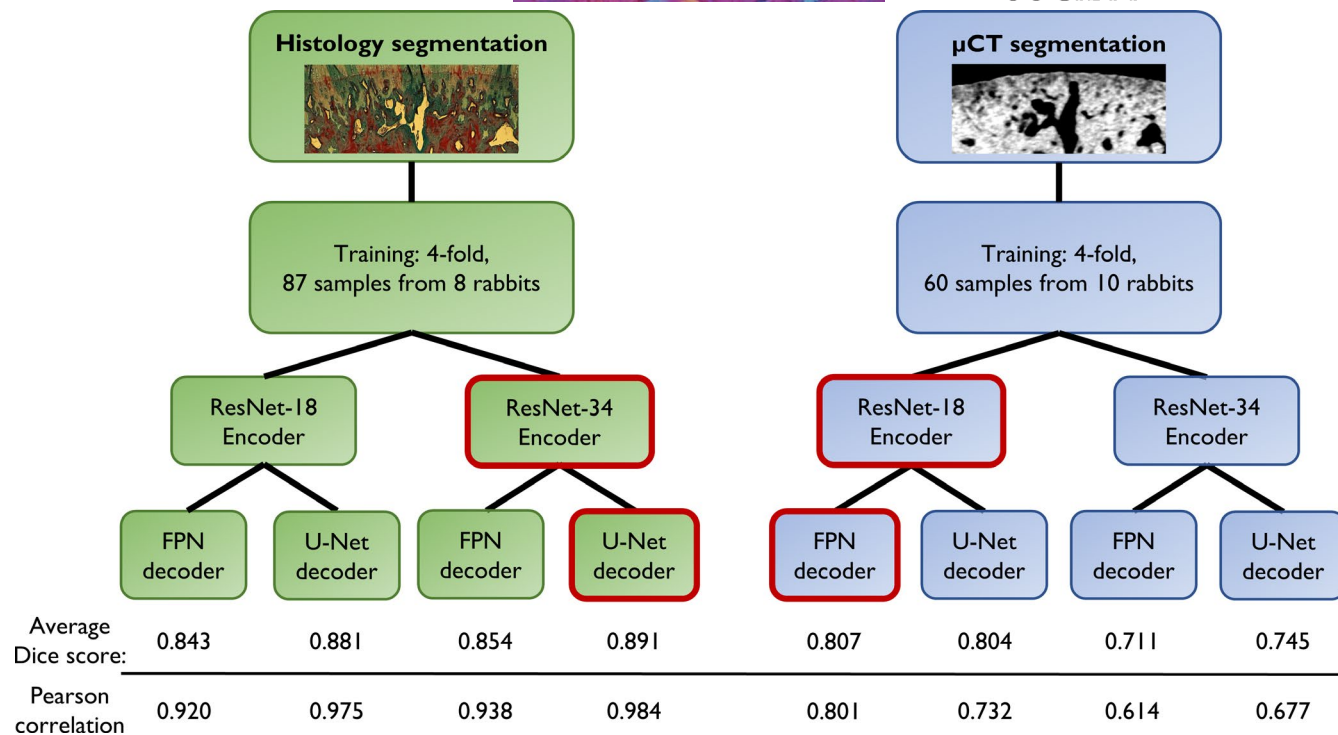 Histology segmentation
µCT segmentation
Training: 4-fold,
87 samples from 8 rabbits
Training: 4-fold,
60 samples from 10 rabbits
ResNet-18
Encoder
ResNet-34
Encoder
ResNet-18
Encoder
ResNet-34
Encoder
FPN
decoder
U-Net
decoder
FPN
decoder
U-Net
decoder
FPN
decoder
U-Net
decoder
FPN
decoder
U-Net
decoder
Average
Dice score:
0.843 0.881 0.854 0.891 0.807 0.804 0.711 0.745
Pearson
correlation
0.920 0.975 0.938 0.984 0.801 0.732 0.614 0.677